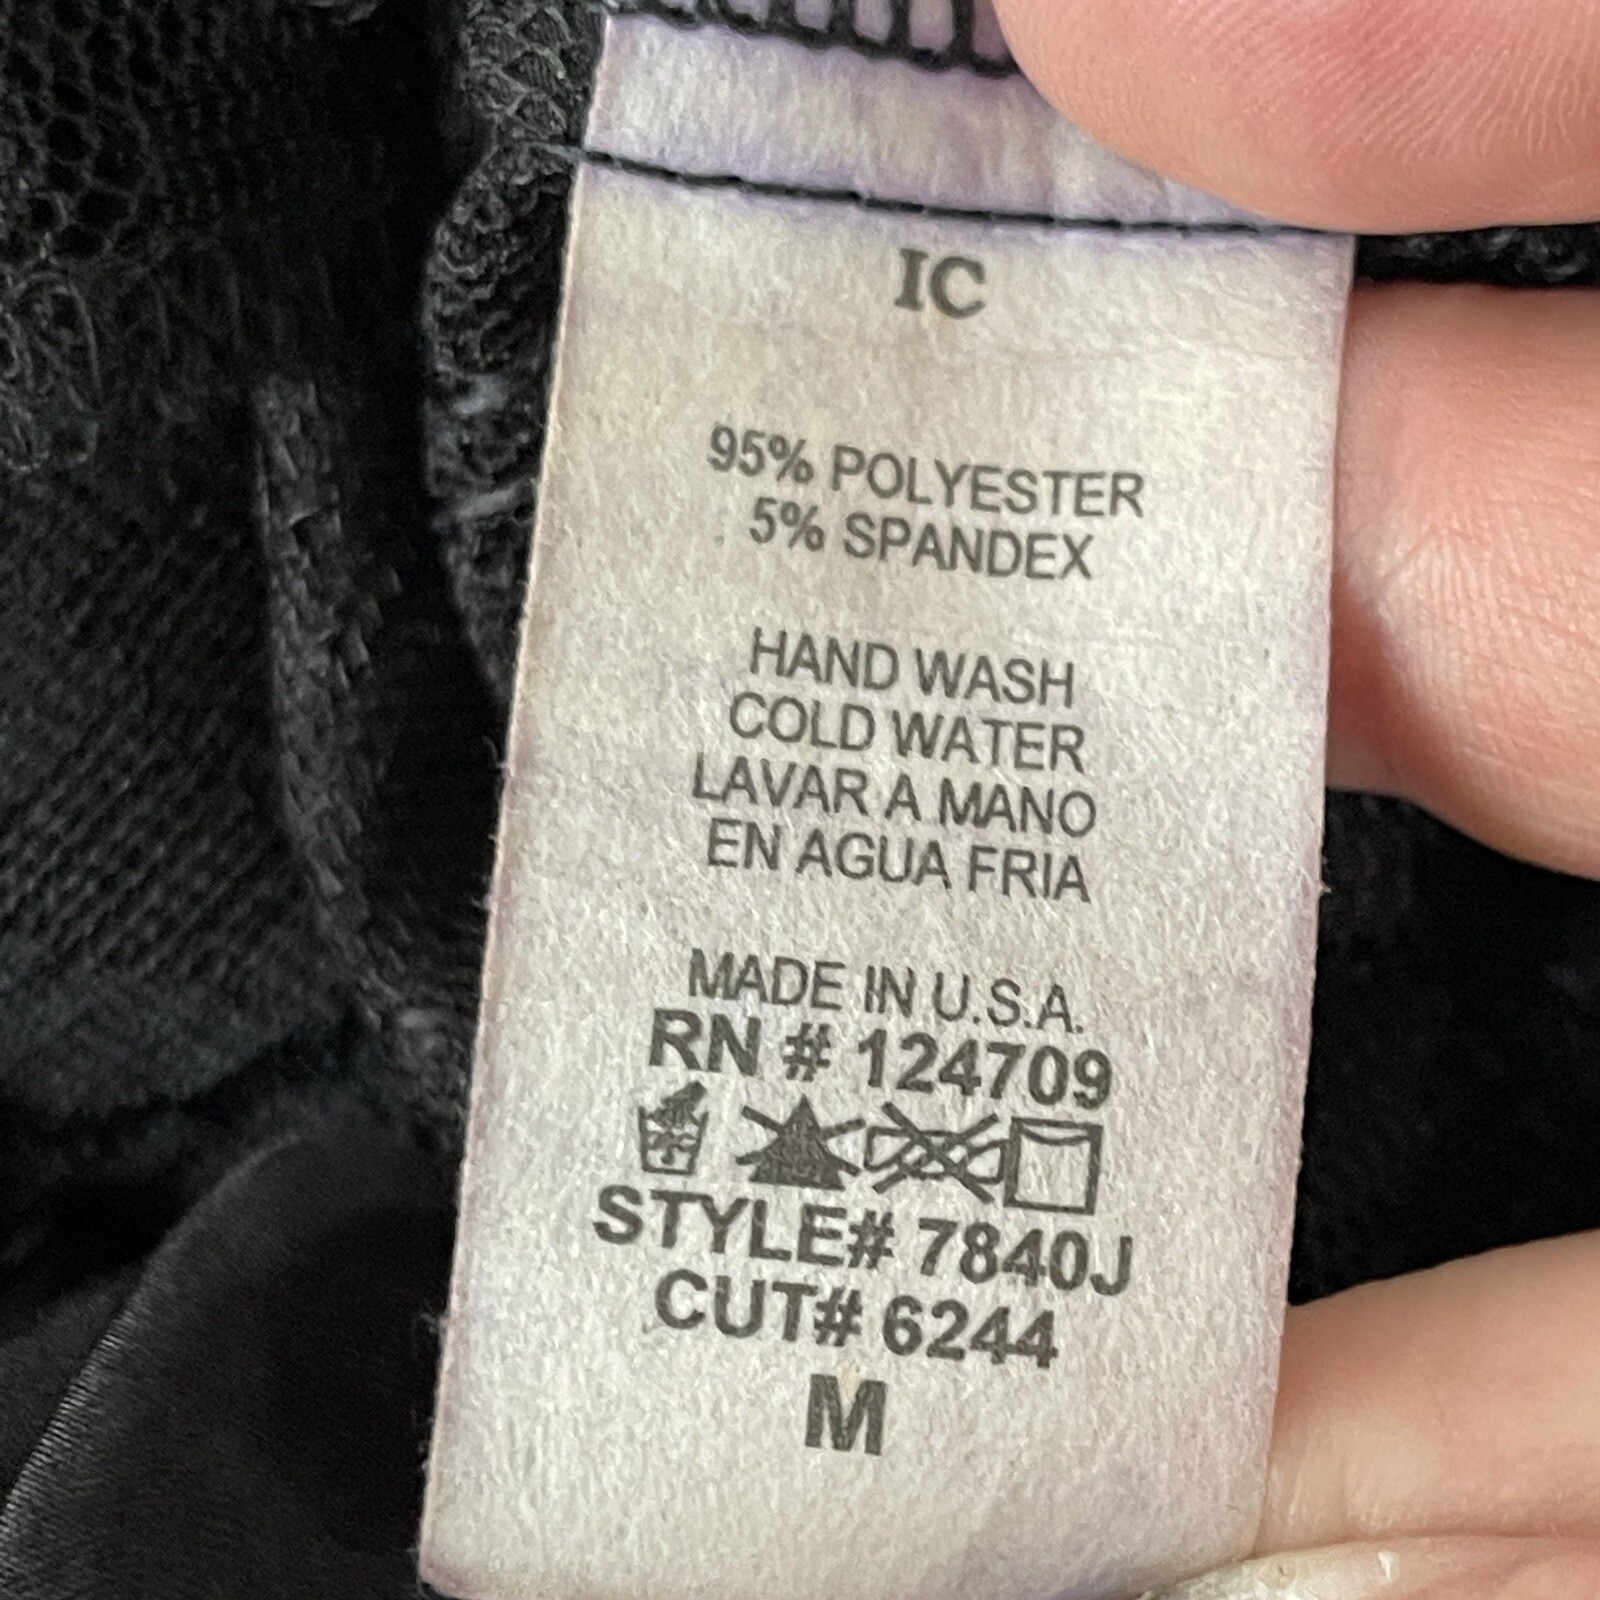 IC
95% POLYESTER
5% SPANDEX
HAND WASH
COLD WATER
LAVAR A MANO
EN AGUA FRIA
MADE IN U.S.A.
RN # 124709
STYLE# 7840J
CUT# 6244
M